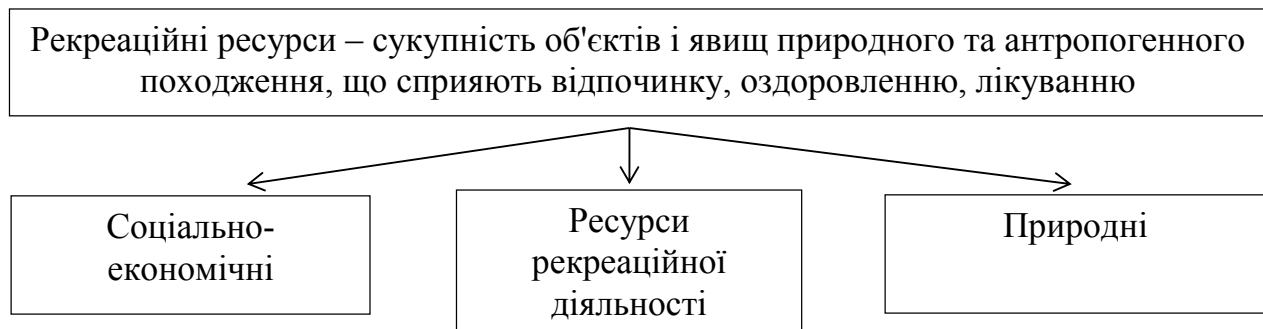 Рекреаційні ресурси – сукупність об'єктів і явищ природного та антропогенного
походження, що сприяють відпочинку, оздоровленню, лікуванню
Соціально-
економічні
Ресурси
рекреаційної
діяльності
Природні